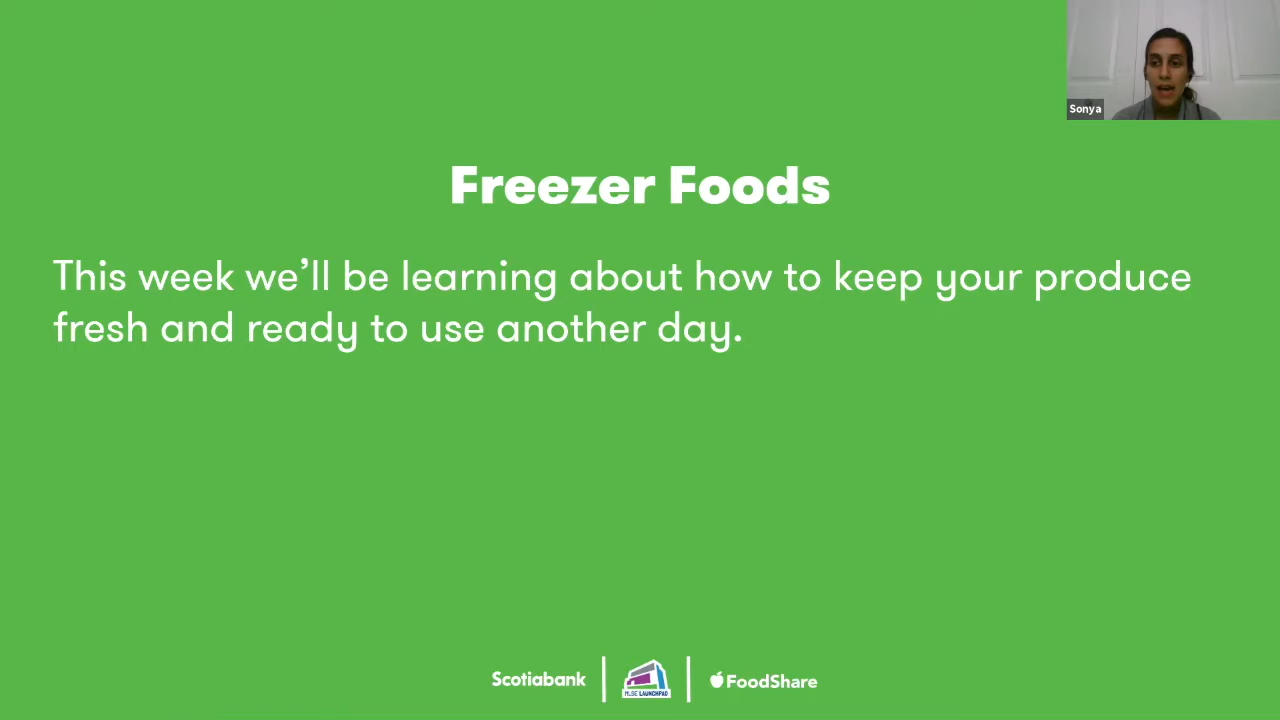 Sonya
Freezer Foods
This week we’ll be learning about how to keep your produce
fresh and ready to use another day.
Scotiabank
MLSE LAUNCHPAD
FoodShare